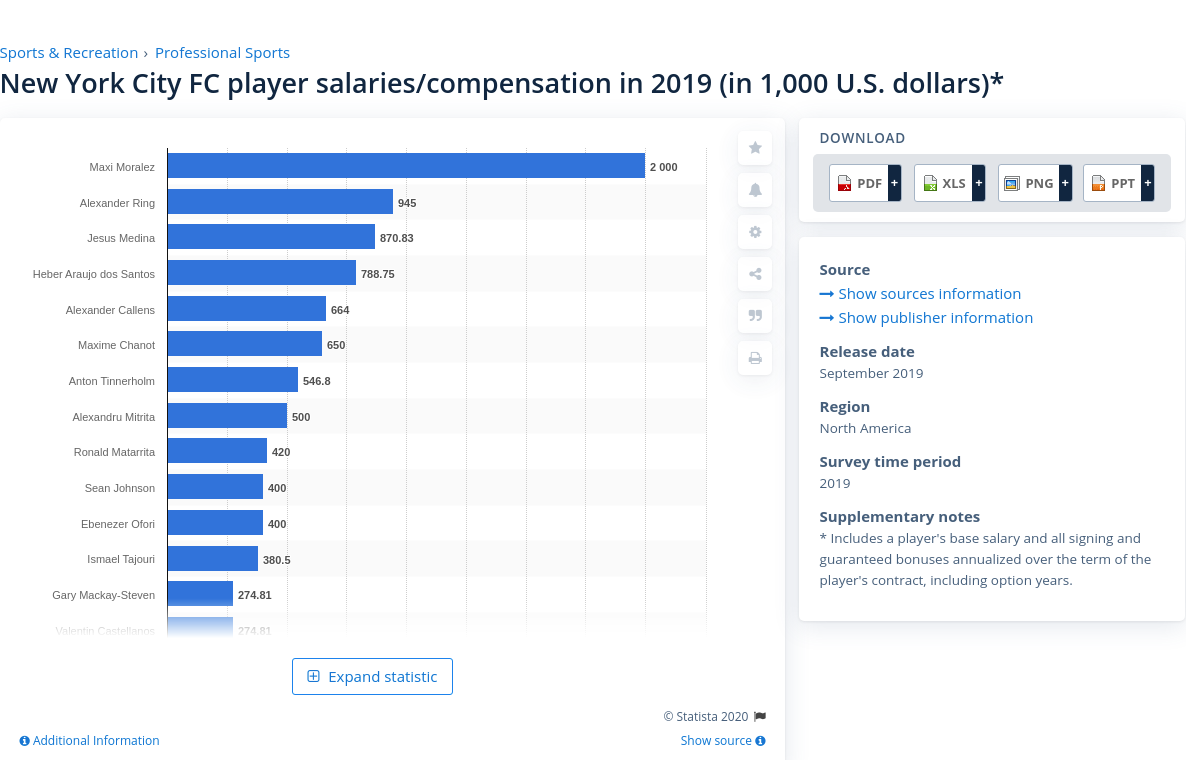 Sports & Recreation › Professional Sports
New York City FC player salaries/compensation in 2019 (in 1,000 U.S. dollars)*
Maxi Moralez 2 000
Alexander Ring 945
Jesus Medina 870.83
Heber Araujo dos Santos 788.75
Alexander Callens 664
Maxime Chanot 650
Anton Tinnerholm 546.8
Alexandru Mitrita 500
Ronald Matarrita 420
Sean Johnson 400
Ebenezer Ofori 400
Ismael Tajouri 380.5
Gary Mackay-Steven 274.81
Valentin Castellanos 274.81
Expand statistic
© Statista 2020
Additional Information
Show source
DOWNLOAD
PDF + XLS + PNG + PPT +
Source
Show sources information
Show publisher information
Release date
September 2019
Region
North America
Survey time period
2019
Supplementary notes
* Includes a player's base salary and all signing and
guaranteed bonuses annualized over the term of the
player's contract, including option years.